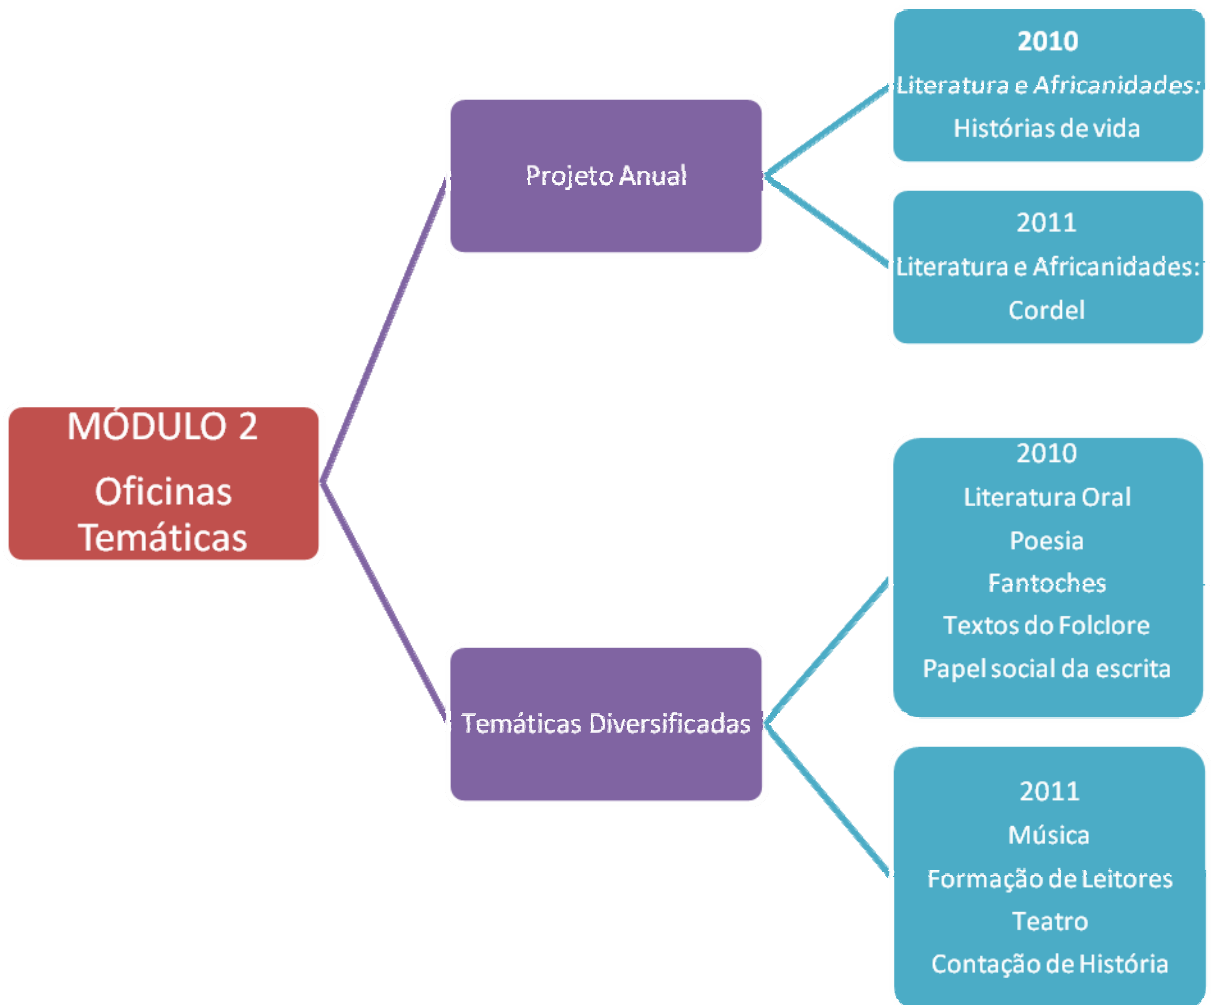 MÓDULO 2
Oficinas
Temáticas
Projeto Anual
2010
Literatura e Africanidades:
Histórias de vida
2011
Literatura e Africanidades:
Cordel
Temáticas Diversificadas
2010
Literatura Oral
Poesia
Fantoches
Textos do Folclore
Papel social da escrita
2011
Música
Formação de Leitores
Teatro
Contação de História